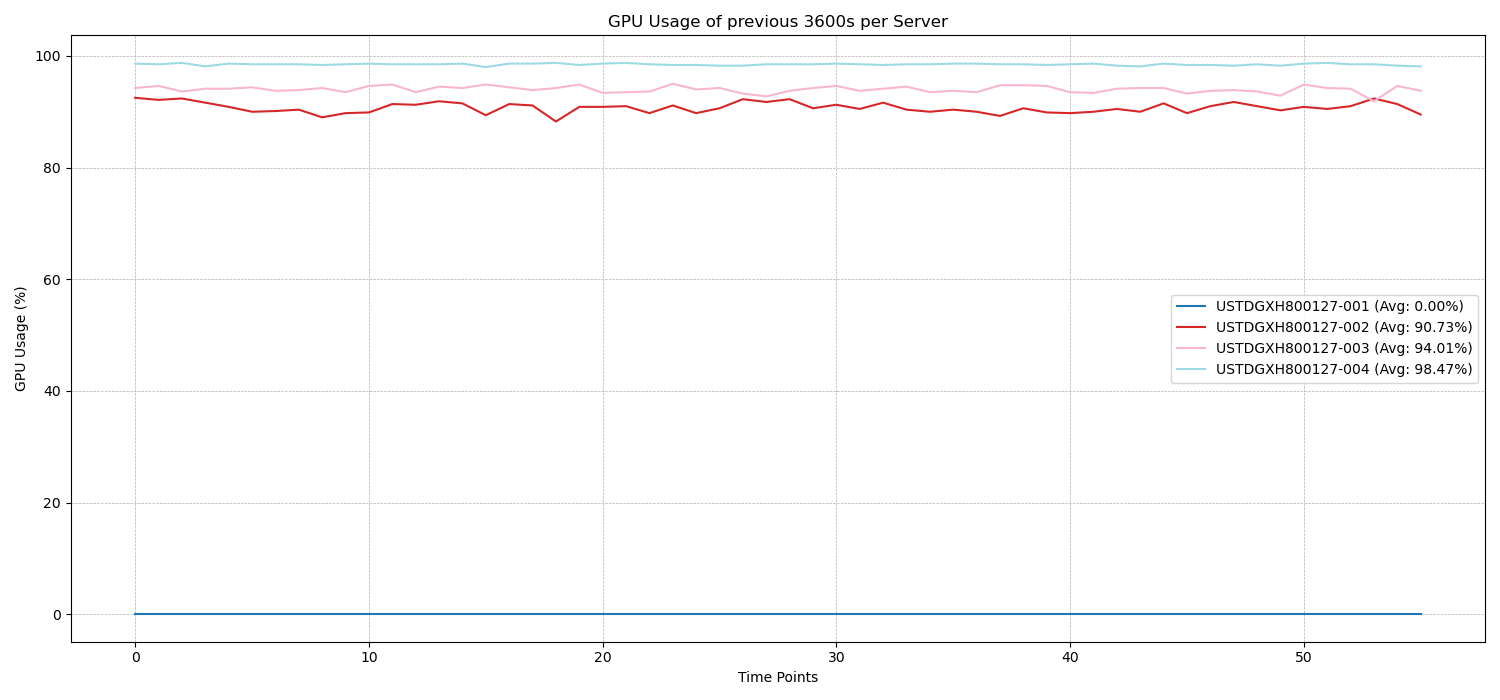 GPU Usage of previous 3600s per Server
100
80
60
40
20
0
GPU Usage (%)
USTDGXH800127-001 (Avg: 0.00%)
USTDGXH800127-002 (Avg: 90.73%)
USTDGXH800127-003 (Avg: 94.01%)
USTDGXH800127-004 (Avg: 98.47%)
0 10 20 30 40 50
Time Points